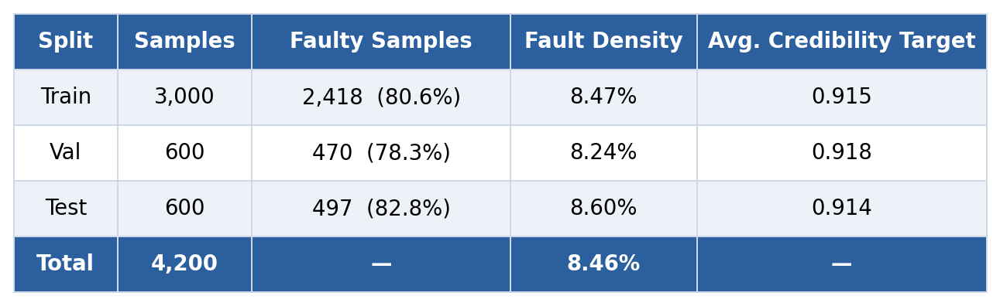 Split Samples Faulty Samples Fault Density Avg. Credibility Target
Train 3,000 2,418 (80.6%) 8.47% 0.915
Val 600 470 (78.3%) 8.24% 0.918
Test 600 497 (82.8%) 8.60% 0.914
Total 4,200 — 8.46% —